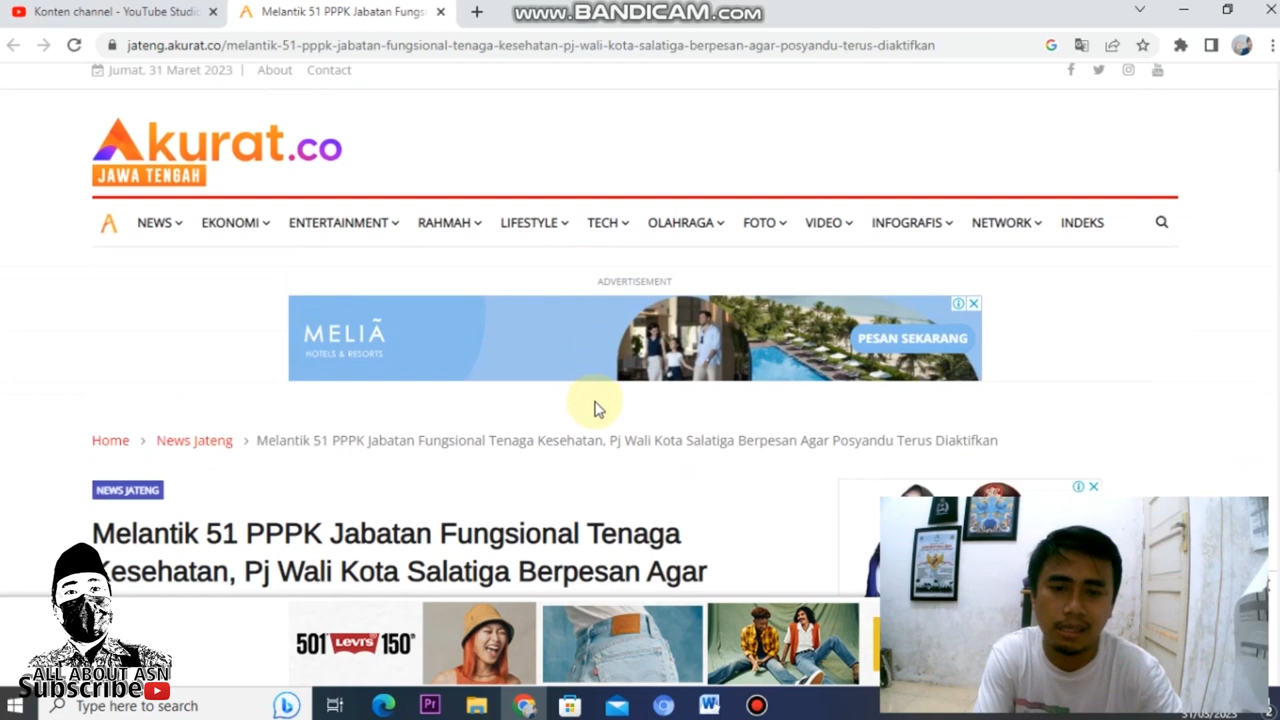 Konten channel - YouTube Studio
Melantik 51 PPPK Jabatan Fungs
www.BANDICAM.com
jateng.akurat.co/melantik-51-pppk-jabatan-fungsional-tenaga-kesehatan-pj-wali-kota-salatiga-berpesan-agar-posyandu-terus-diaktifkan
Jumat, 31 Maret 2023 | About Contact
Akurat.co
JAWA TENGAH
NEWS EKONOMI ENTERTAINMENT RAHMAH LIFESTYLE TECH OLAHRAGA FOTO VIDEO INFOGRAFIS NETWORK INDEKS
ADVERTISEMENT
MELIÃ
HOTELS & RESORTS
PESAN SEKARANG
Home > News Jateng > Melantik 51 PPPK Jabatan Fungsional Tenaga Kesehatan, Pj Wali Kota Salatiga Berpesan Agar Posyandu Terus Diaktifkan
NEWS JATENG
Melantik 51 PPPK Jabatan Fungsional Tenaga
Kesehatan, Pj Wali Kota Salatiga Berpesan Agar
501 Levi's 150
ALL ABOUT ASN
Subscribe
Type here to search
31/03/2023